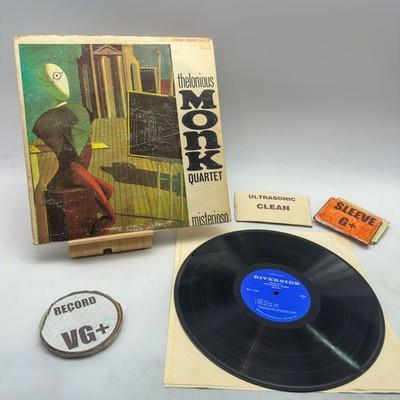 thelonious
MONK
QUARTET
misterioso
ULTRASONIC
CLEAN
SLEEVE
G+
RECORD
VG+
RIVERSIDE